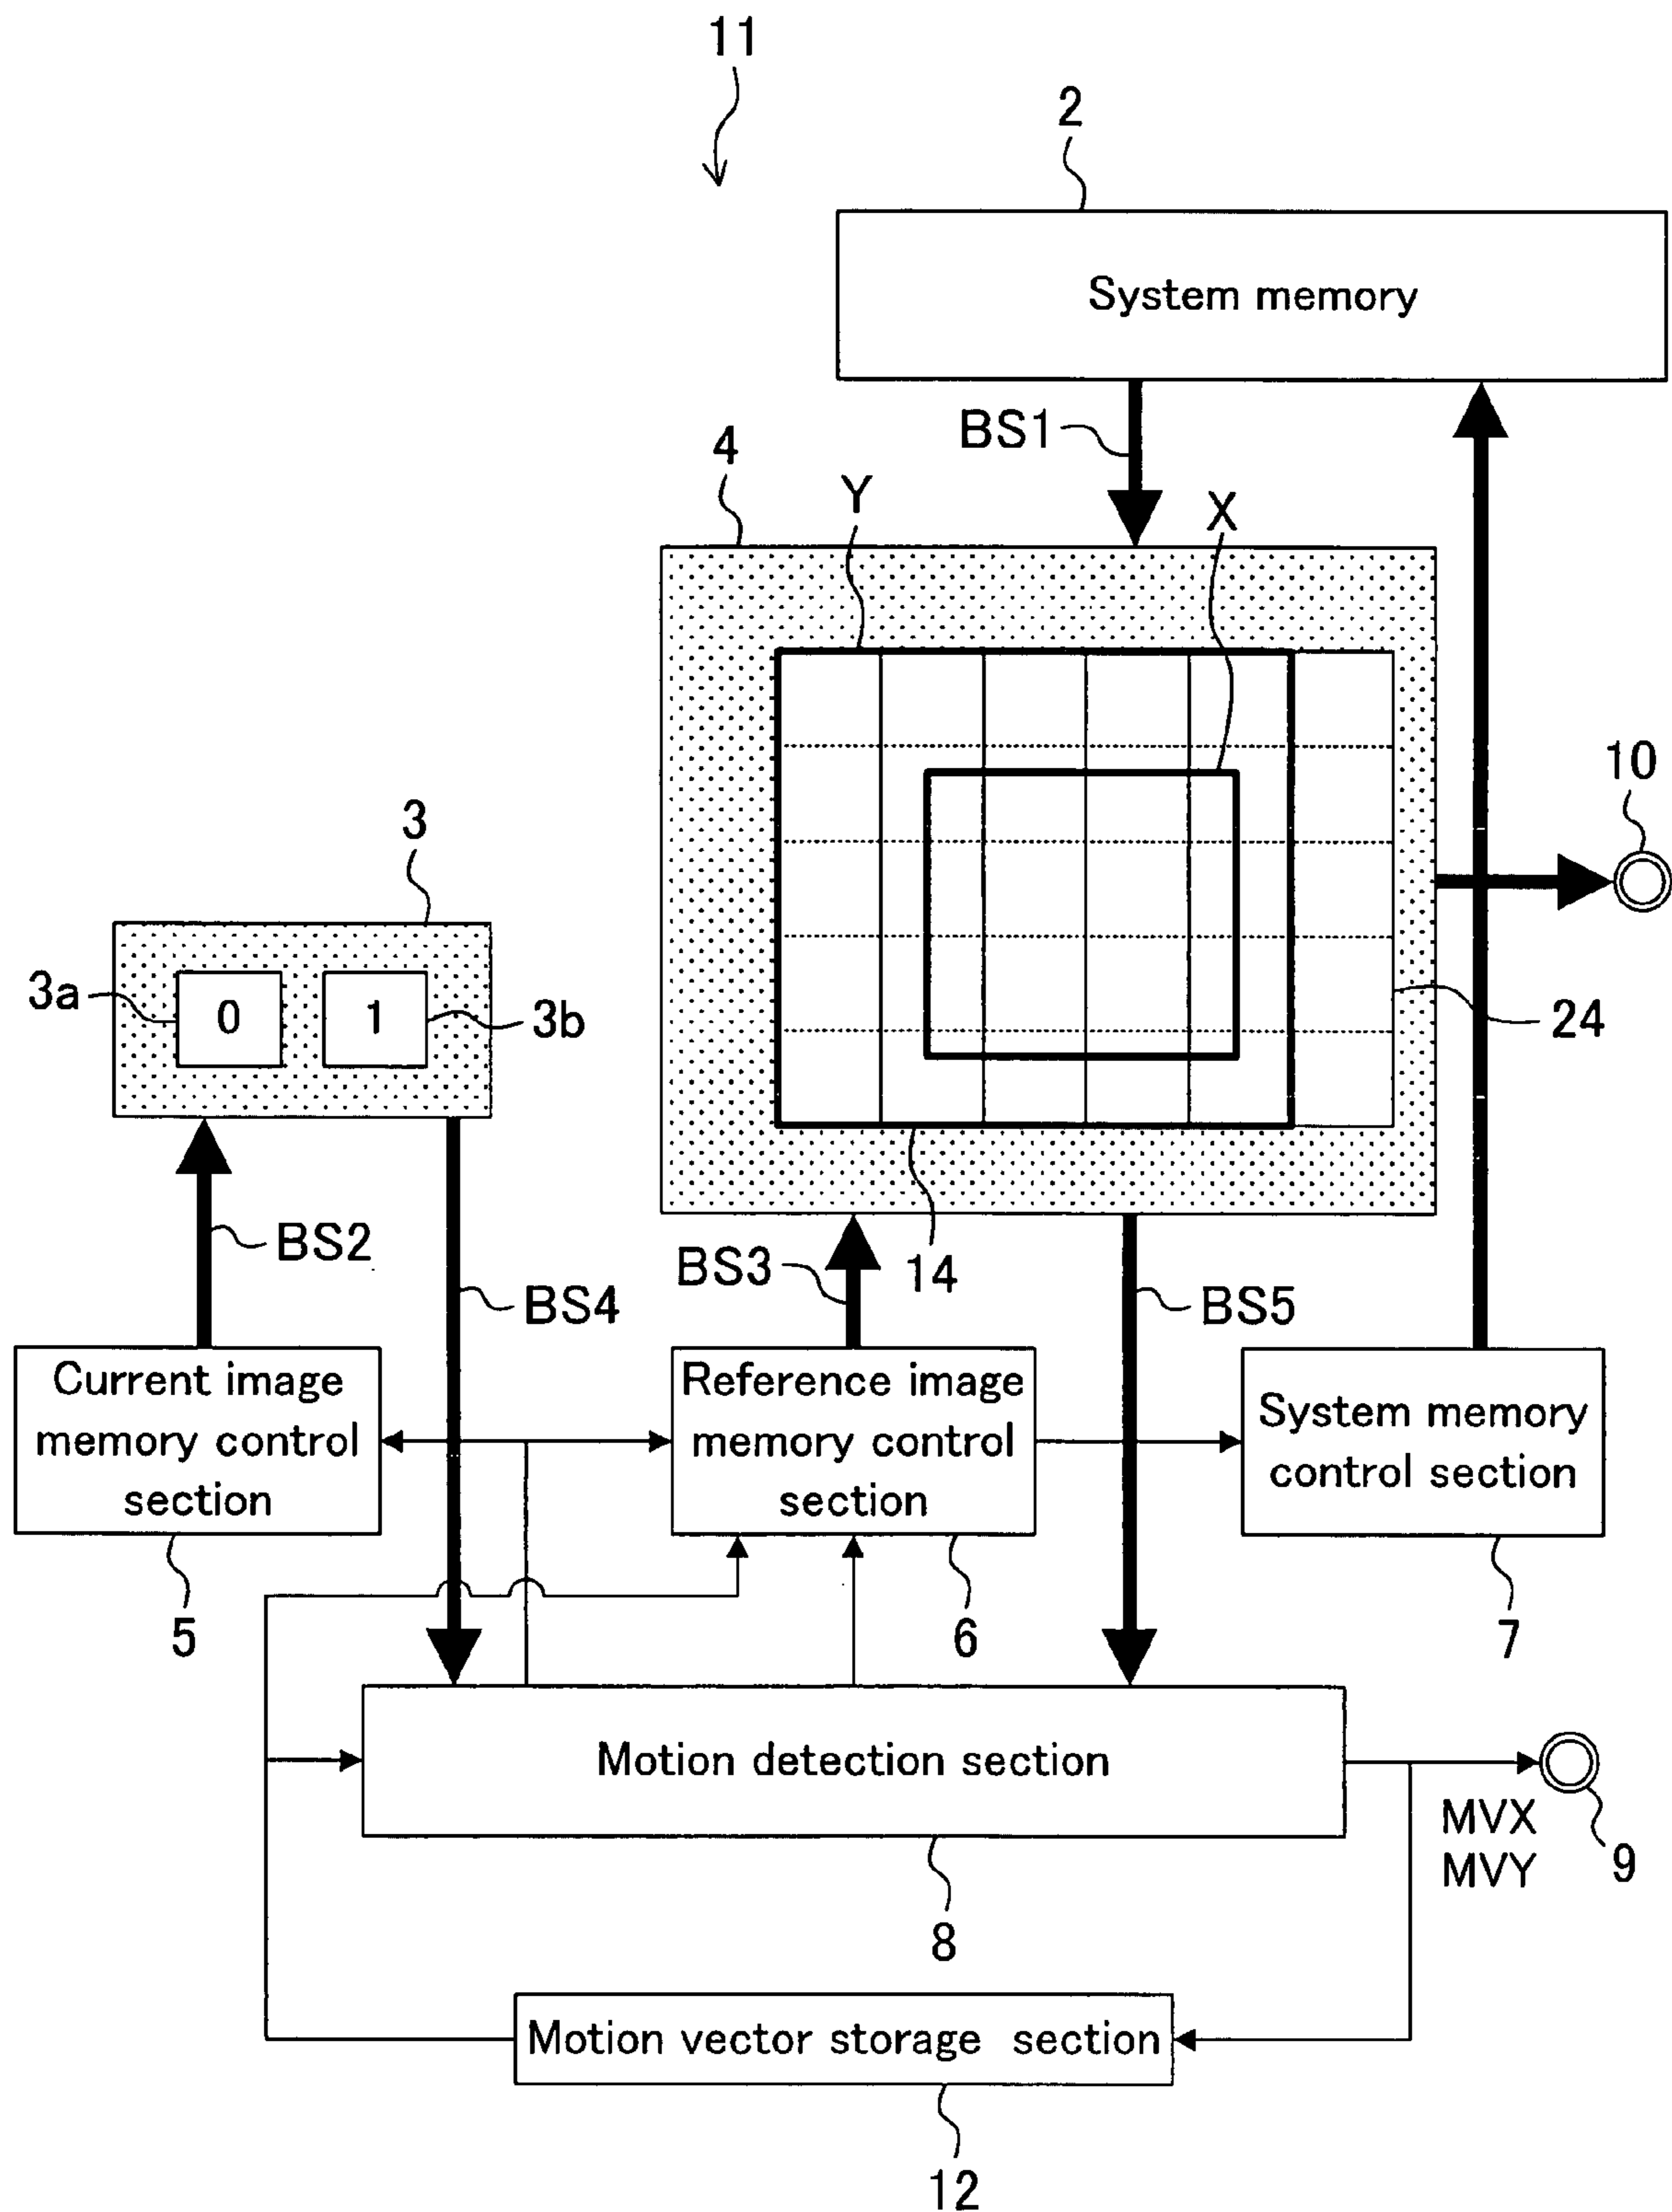 11
2
System memory
BS1
4
Y
X
10
3
3a
0
1
3b
24
14
BS2
BS3
BS4
BS5
Current image
memory control
section
Reference image
memory control
section
System memory
control section
5
6
7
Motion detection section
MVX
MVY
9
8
Motion vector storage section
12